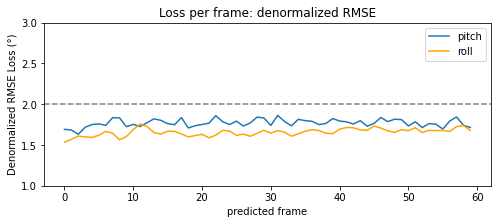 Loss per frame: denormalized RMSE
Denormalized RMSE Loss (°)
3.0
2.5
2.0
1.5
1.0
pitch
roll
0 10 20 30 40 50 60
predicted frame